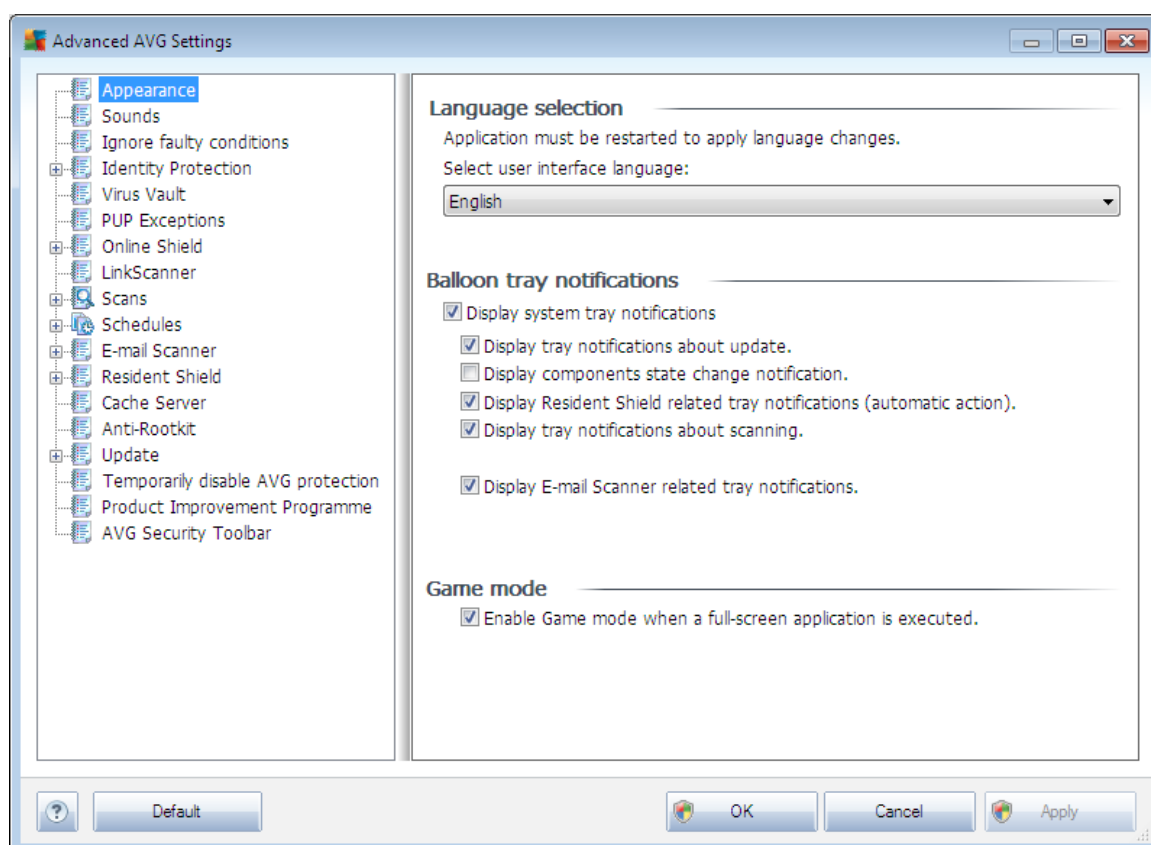 Advanced AVG Settings
Appearance
Sounds
Ignore faulty conditions
Identity Protection
Virus Vault
PUP Exceptions
Online Shield
LinkScanner
Scans
Schedules
E-mail Scanner
Resident Shield
Cache Server
Anti-Rootkit
Update
Temporarily disable AVG protection
Product Improvement Programme
AVG Security Toolbar
Language selection
Application must be restarted to apply language changes.
Select user interface language:
English
Balloon tray notifications
Display system tray notifications
Display tray notifications about update.
Display components state change notification.
Display Resident Shield related tray notifications (automatic action).
Display tray notifications about scanning.
Display E-mail Scanner related tray notifications.
Game mode
Enable Game mode when a full-screen application is executed.
?
Default
OK
Cancel
Apply